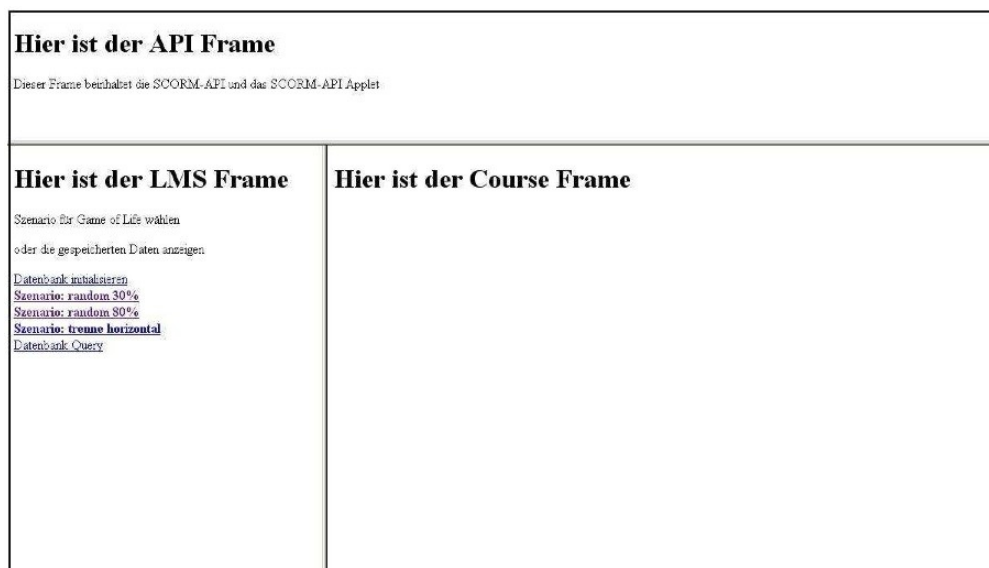 Hier ist der API Frame
Dieser Frame beinhaltet die SCORM-API und das SCORM-API Applet
Hier ist der LMS Frame
Szenario für Game of Life wählen
oder die gespeicherten Daten anzeigen
Datenbank initialisieren
Szenario: random 30%
Szenario: random 80%
Szenario: trenne horizontal
Datenbank Query
Hier ist der Course Frame